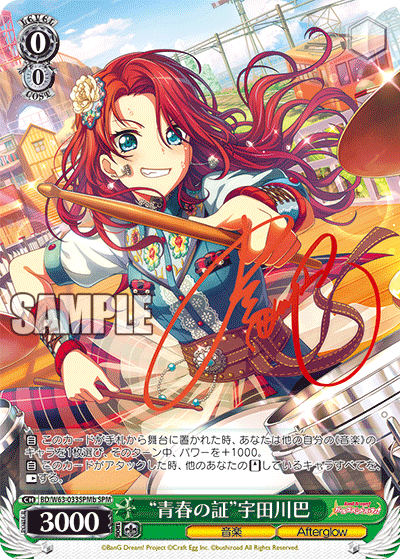 LEVEL
0
0
COST
SAMPLE
自 このカードが手札から舞台に置かれた時、あなたは他の自分の《音楽》の
キャラを1枚選び、そのターン中、パワーを+1000。
自 このカードがアタックした時、他のあなたの しているキャラすべてを、
CH BD/W63-033SPMb SPM
"青春の証"宇田川巴
POWER
3000
音楽
Afterglow
©BanG Dream! Project ©Craft Egg Inc. ©bushiroad All Rights Reserved.